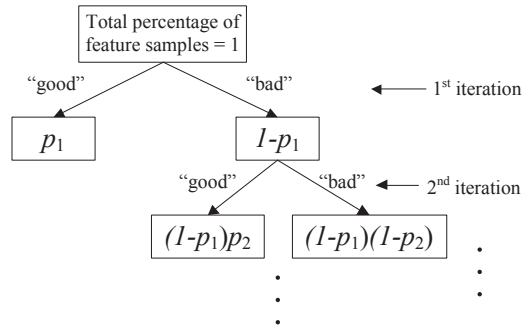 Total percentage of
feature samples = 1
“good”
“bad”
1st iteration
p1
1-p1
“good”
“bad”
2nd iteration
(1-p1)p2
(1-p1)(1-p2)